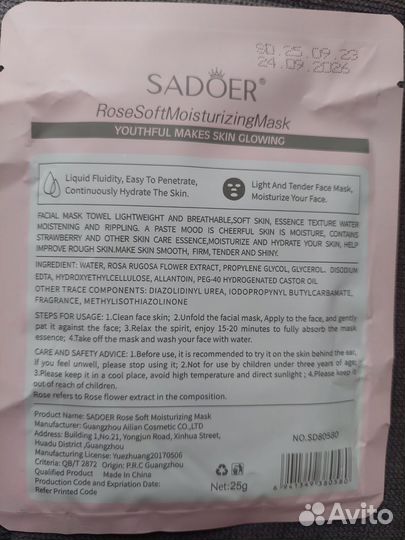 SD 25.09.23
24.09.2026
SADOER®
RoseSoftMoisturizingMask
YOUTHFUL MAKES SKIN GLOWING
Liquid Fluidity, Easy To Penetrate,
Continuously Hydrate The Skin.
Light And Tender Face Mask,
Moisturize Your Face.
FACIAL MASK TOWEL LIGHTWEIGHT AND BREATHABLE,SOFT SKIN, ESSENCE TEXTURE WATER
MOISTENING AND RIPPLING. A PASTE MOOD IS CHEERFUL SKIN IS MOISTURE, CONTAINS
STRAWBERRY AND OTHER SKIN CARE ESSENCE,MOISTURIZE AND HYDRATE YOUR SKIN, HELP
IMPROVE ROUGH SKIN.MAKE SKIN SMOOTH, FIRM, TENDER AND SHINY.
INGREDIENT: WATER, ROSA RUGOSA FLOWER EXTRACT, PROPYLENE GLYCOL, GLYCEROL. DISODIUM
EDTA, HYDROXYETHYLCELLULOSE, ALLANTOIN, PEG-40 HYDROGENATED CASTOR OIL
OTHER TRACE COMPONENTS: DIAZOLIDINYL UREA, IODOPROPYNYL BUTYLCARBAMATE,
FRAGRANCE, METHYLISOTHIAZOLINONE
STEPS FOR USAGE: 1.Clean face skin; 2.Unfold the facial mask, Apply to the face, and gently
pat it against the face; 3.Relax the spirit, enjoy 15-20 minutes to fully absorb the mask
essence; 4.Take off the mask and wash your face with water.
CARE AND SAFETY ADVICE: 1.Before use, it is recommended to try it on the skin behind the ear,
if you feel unwell, please stop using it; 2.Not for use by children under three years of age;
3.Please keep it in a cool place, avoid high temperature and direct sunlight ; 4.Please keep it
out of reach of children.
Rose refers to Rose flower extract in the composition.
Product Name: SADOER Rose Soft Moisturizing Mask
Manufacturer: Guangzhou Ailian Cosmetic CO.,LTD
Address: Building 1,No.21, Yongjun Road, Xinhua Street,
Huadu District ,Guangzhou
Manufacturer License: Yuezhuang20170506
Criteria: QB/T 2872 Origin: P.R.C Guangzhou
Qualified Product Made In China
Production Code and Expiration Date:
Refer Printed Code
Net:25g
NO.SD80580
6 941349 380580
Avito